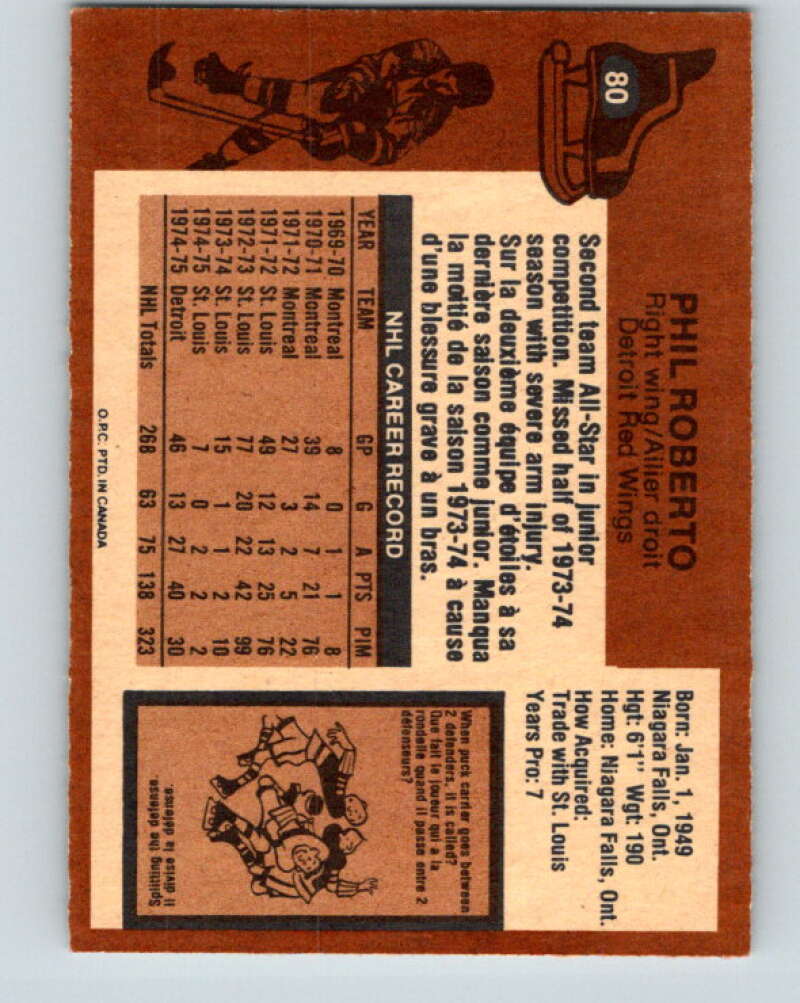 80
PHIL ROBERTO
Right wing/Ailier droit
Detroit Red Wings
Born: Jan. 1, 1949
Niagara Falls, Ont.
Hgt: 6'1" Wgt: 190
Home: Niagara Falls, Ont.
How Acquired:
Trade with St. Louis
Years Pro: 7
Second team All-Star in junior
competition. Missed half of 1973-74
season with severe arm injury.
Sur la deuxième équipe d'étoiles à sa
dernière saison comme junior. Manqua
la moitié de la saison 1973-74 à cause
d'une blessure grave à un bras.
NHL CAREER RECORD
YEAR TEAM GP G A PTS PIM
1969-70 Montreal 8 0 1 1 8
1970-71 Montreal 39 14 7 21 76
1971-72 Montreal 27 3 2 5 22
1971-72 St. Louis 49 12 13 25 76
1972-73 St. Louis 77 20 22 42 99
1973-74 St. Louis 15 1 1 2 10
1974-75 St. Louis 7 0 2 2 2
1974-75 Detroit 46 13 27 40 30
NHL Totals 268 63 75 138 323
When puck carrier goes between
2 defenders, it is called?
Que fait le joueur qui a la
rondelle quand il passe entre 2
défenseurs?
Splitting the defense
Il divise la défense.
O.P.C. PTD. IN CANADA